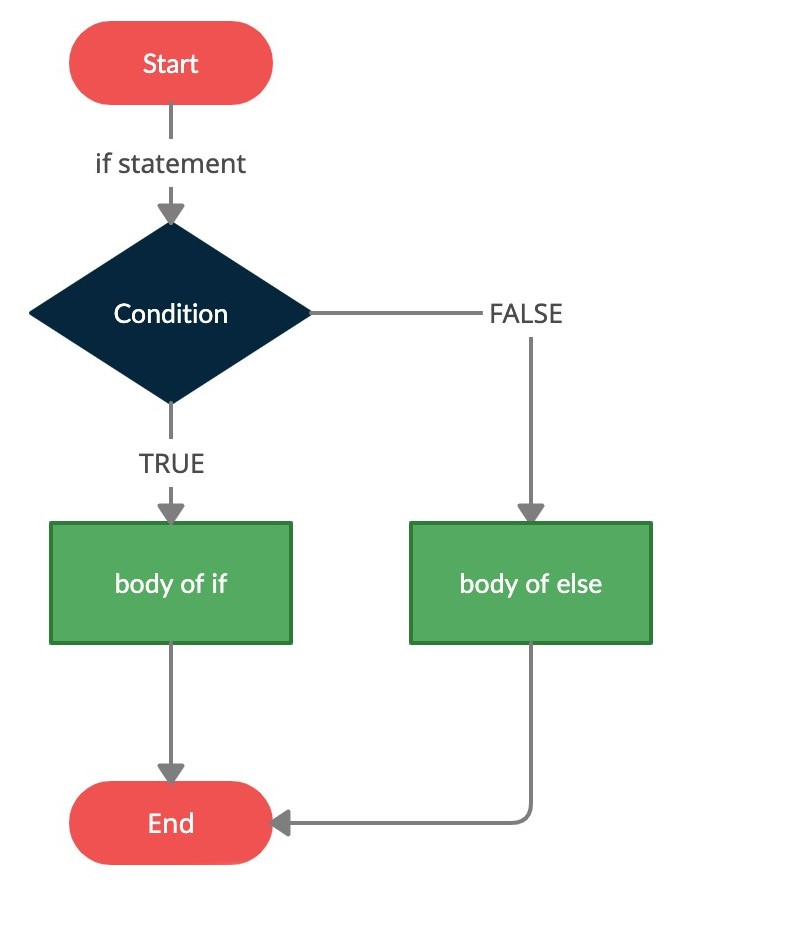 Start
if statement
Condition
FALSE
TRUE
body of if
body of else
End